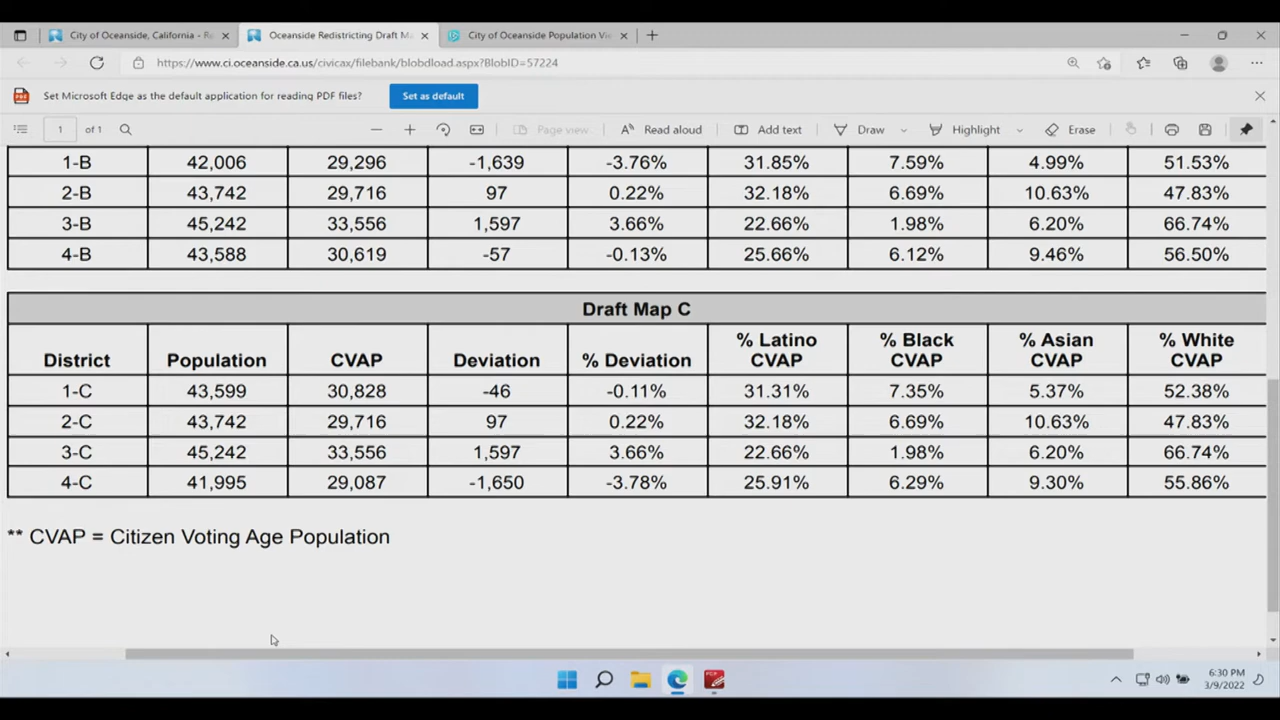 City of Oceanside, California - Re
Oceanside Redistricting Draft Ma
City of Oceanside Population Vie
https://www.ci.oceanside.ca.us/civicax/filebank/blobdload.aspx?BlobID=57224
Set Microsoft Edge as the default application for reading PDF files? Set as default
1 of 1 Page view Read aloud Add text Draw Highlight Erase
1-B 42,006 29,296 -1,639 -3.76% 31.85% 7.59% 4.99% 51.53%
2-B 43,742 29,716 97 0.22% 32.18% 6.69% 10.63% 47.83%
3-B 45,242 33,556 1,597 3.66% 22.66% 1.98% 6.20% 66.74%
4-B 43,588 30,619 -57 -0.13% 25.66% 6.12% 9.46% 56.50%
Draft Map C
District Population CVAP Deviation % Deviation % Latino CVAP % Black CVAP % Asian CVAP % White CVAP
1-C 43,599 30,828 -46 -0.11% 31.31% 7.35% 5.37% 52.38%
2-C 43,742 29,716 97 0.22% 32.18% 6.69% 10.63% 47.83%
3-C 45,242 33,556 1,597 3.66% 22.66% 1.98% 6.20% 66.74%
4-C 41,995 29,087 -1,650 -3.78% 25.91% 6.29% 9.30% 55.86%
** CVAP = Citizen Voting Age Population
6:30 PM
3/9/2022